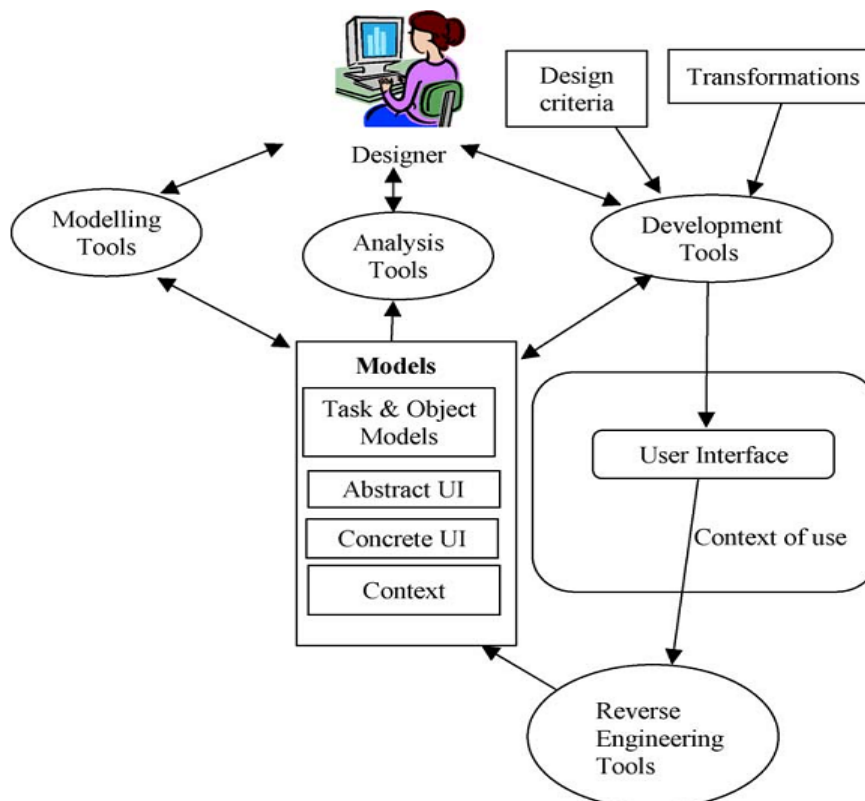 Design
criteria
Transformations
Designer
Modelling
Tools
Analysis
Tools
Development
Tools
Models
Task & Object
Models
Abstract UI
Concrete UI
Context
User Interface
Context of use
Reverse
Engineering
Tools